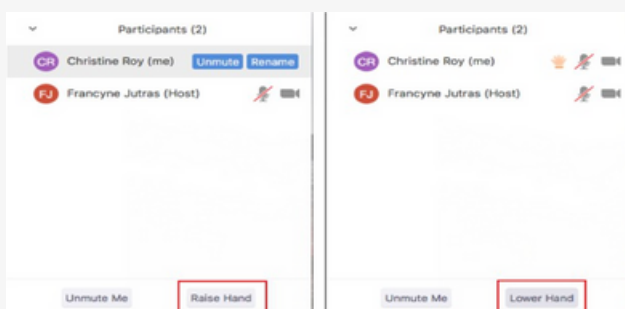 Participants (2)
CR Christine Roy (me) Unmute Rename
FJ Francyne Jutras (Host)
Unmute Me Raise Hand
Participants (2)
CR Christine Roy (me)
FJ Francyne Jutras (Host)
Unmute Me Lower Hand